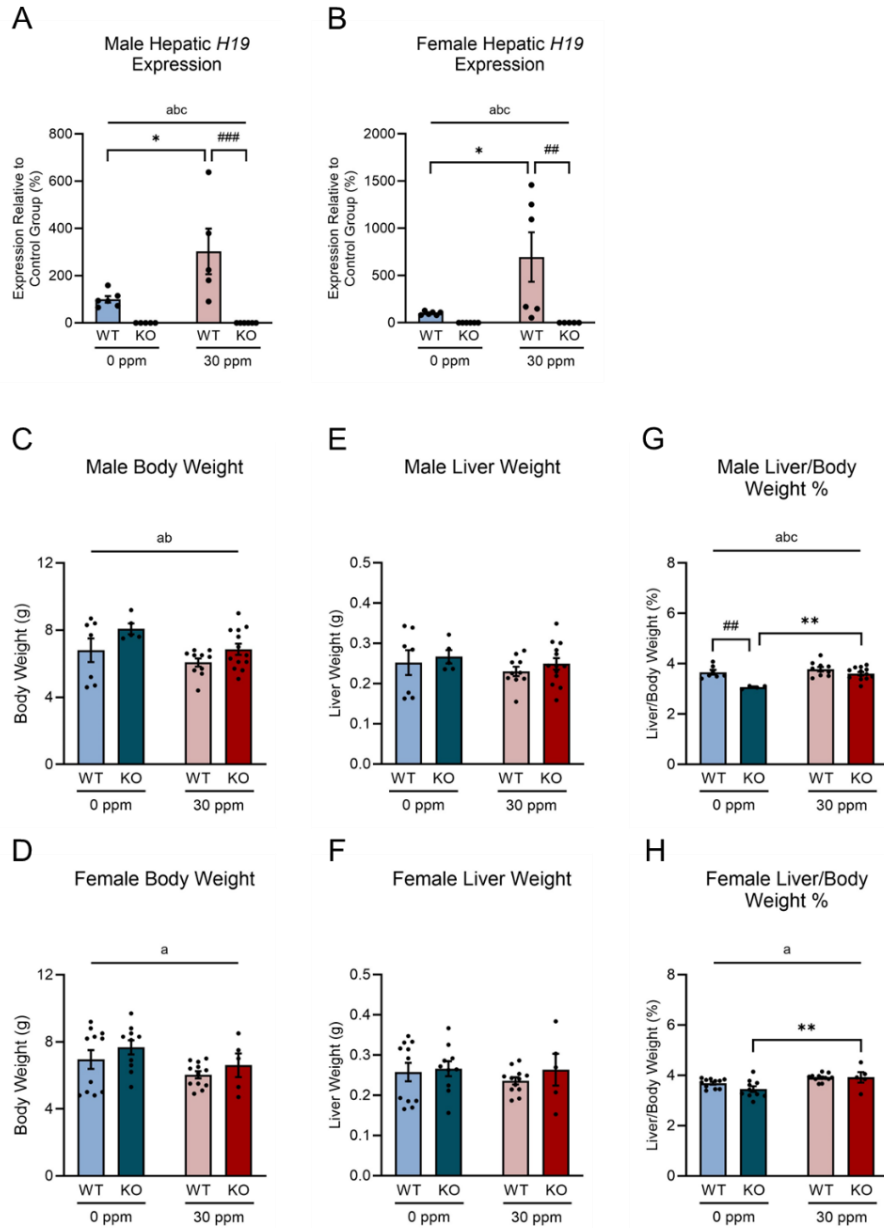 A
Male Hepatic H19
Expression
abc
* ###
Expression Relative to
Control Group (%)
800
600
400
200
0
WT KO WT KO
0 ppm 30 ppm
B
Female Hepatic H19
Expression
abc
* ##
Expression Relative to
Control Group (%)
2000
1500
1000
500
0
WT KO WT KO
0 ppm 30 ppm
C
Male Body Weight
ab
Body Weight (g)
12
8
4
0
WT KO WT KO
0 ppm 30 ppm
E
Male Liver Weight
Liver Weight (g)
0.5
0.4
0.3
0.2
0.1
0.0
WT KO WT KO
0 ppm 30 ppm
G
Male Liver/Body
Weight %
abc
## **
Liver/Body Weight (%)
8
6
4
2
0
WT KO WT KO
0 ppm 30 ppm
D
Female Body Weight
a
Body Weight (g)
12
8
4
0
WT KO WT KO
0 ppm 30 ppm
F
Female Liver Weight
Liver Weight (g)
0.5
0.4
0.3
0.2
0.1
0.0
WT KO WT KO
0 ppm 30 ppm
H
Female Liver/Body
Weight %
a
**
Liver/Body Weight (%)
8
6
4
2
0
WT KO WT KO
0 ppm 30 ppm